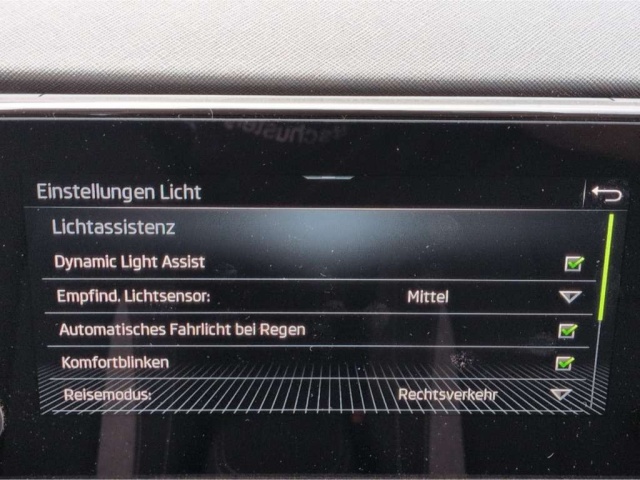 Einstellungen Licht
Lichtassistenz
Dynamic Light Assist
Empfind. Lichtsensor: Mittel
Automatisches Fahrlicht bei Regen
Komfortblinken
Reisemodus: Rechtsverkehr